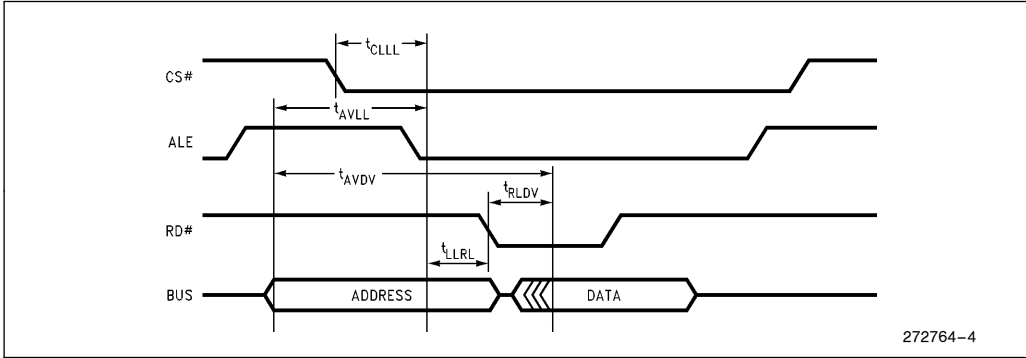 tCLLL
CS#
tAVLL
ALE
tAVDV
tRLDV
RD#
tLLRL
BUS
ADDRESS
DATA
272764-4